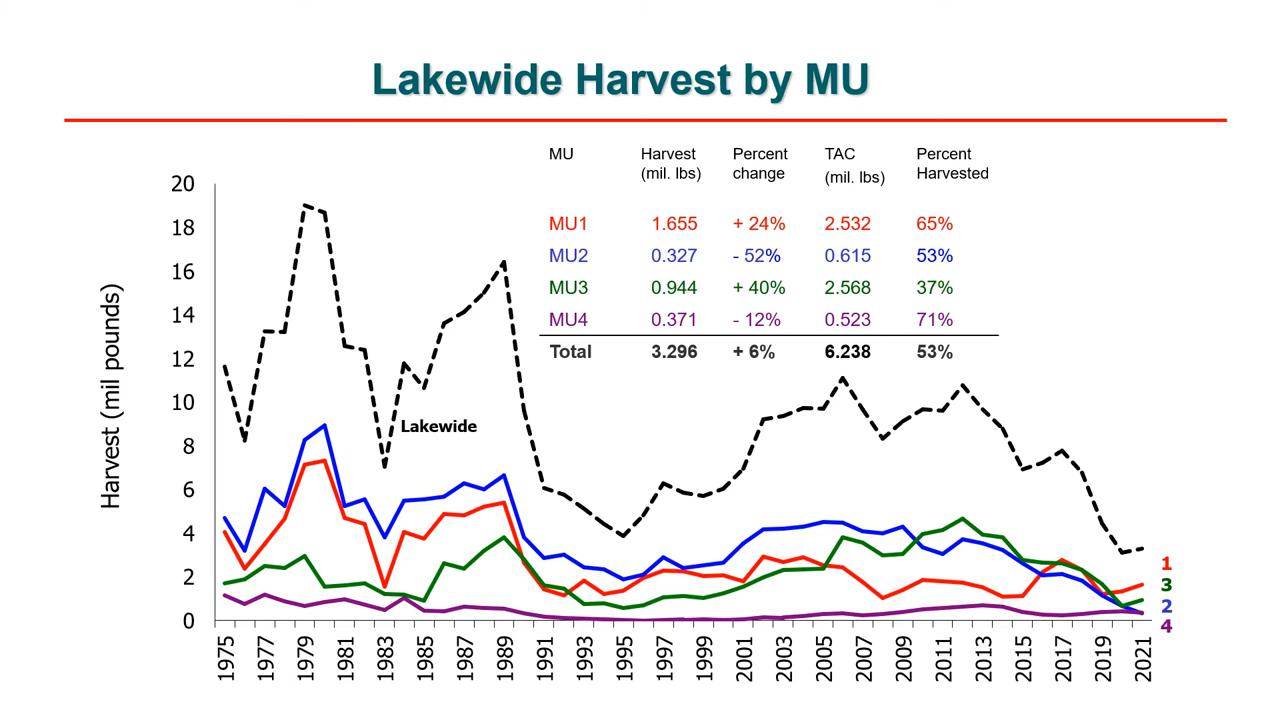 Lakewide Harvest by MU
MU Harvest (mil. lbs) Percent change TAC (mil. lbs) Percent Harvested
MU1 1.655 + 24% 2.532 65%
MU2 0.327 - 52% 0.615 53%
MU3 0.944 + 40% 2.568 37%
MU4 0.371 - 12% 0.523 71%
Total 3.296 + 6% 6.238 53%
Harvest (mil pounds)
20
18
16
14
12
10
8
6
4
2
0
Lakewide
1
3
2
4
1975 1977 1979 1981 1983 1985 1987 1989 1991 1993 1995 1997 1999 2001 2003 2005 2007 2009 2011 2013 2015 2017 2019 2021